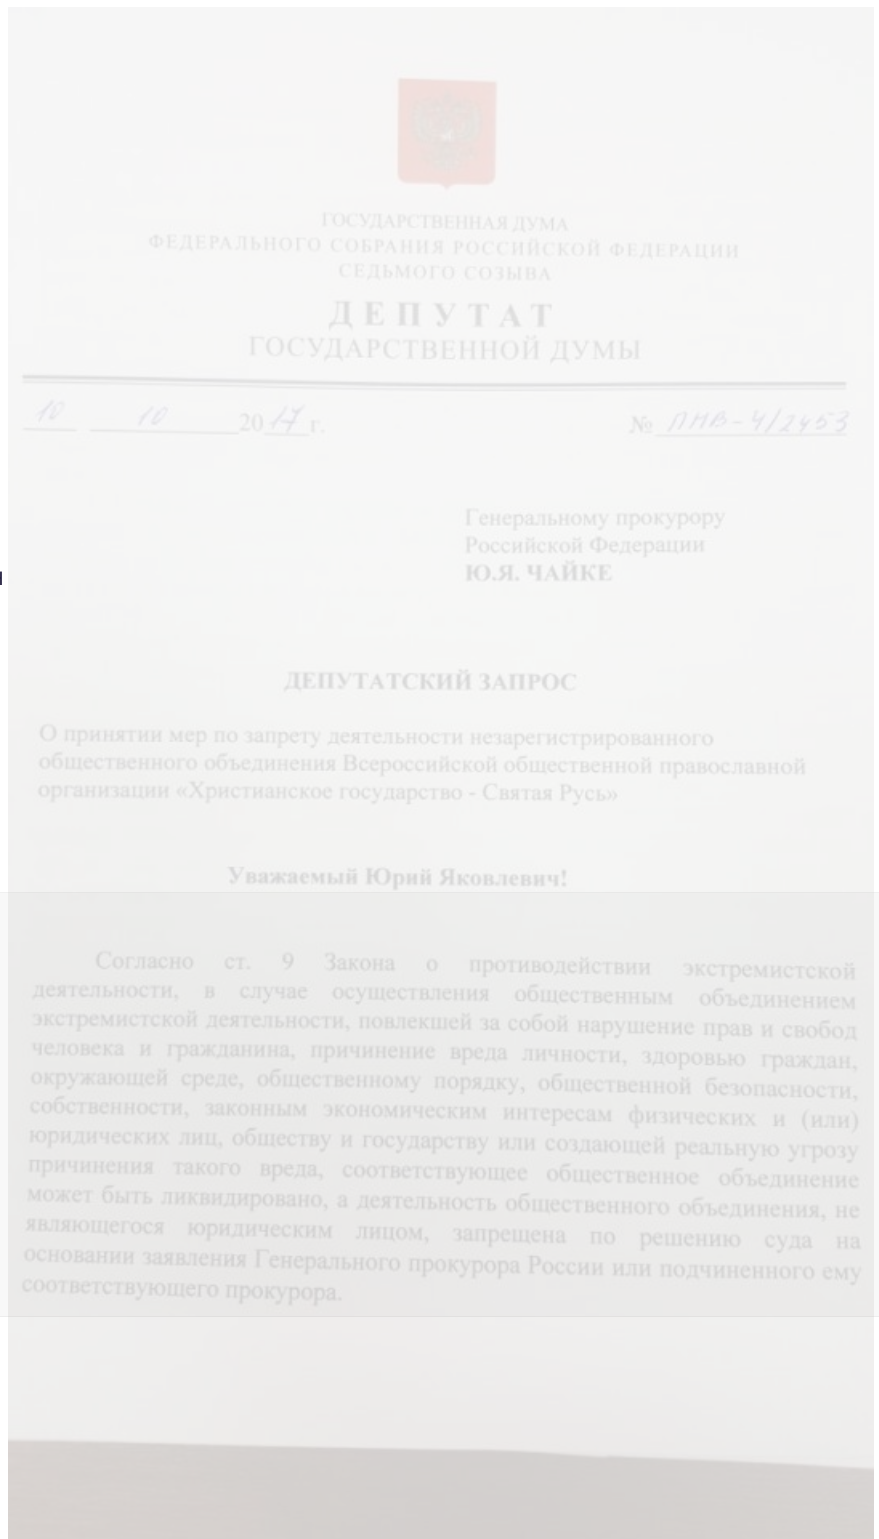 ГОСУДАРСТВЕННАЯ ДУМА
ФЕДЕРАЛЬНОГО СОБРАНИЯ РОССИЙСКОЙ ФЕДЕРАЦИИ
СЕДЬМОГО СОЗЫВА
ДЕПУТАТ
ГОСУДАРСТВЕННОЙ ДУМЫ
10 10 2017 г. № ПНВ-4/2453
Генеральному прокурору
Российской Федерации
Ю.Я. ЧАЙКЕ
ДЕПУТАТСКИЙ ЗАПРОС
О принятии мер по запрету деятельности незарегистрированного
общественного объединения Всероссийской общественной православной
организации «Христианское государство - Святая Русь»
Уважаемый Юрий Яковлевич!
Согласно ст. 9 Закона о противодействии экстремистской
деятельности, в случае осуществления общественным объединением
экстремистской деятельности, повлекшей за собой нарушение прав и свобод
человека и гражданина, причинение вреда личности, здоровью граждан,
окружающей среде, общественному порядку, общественной безопасности,
собственности, законным экономическим интересам физических и (или)
юридических лиц, обществу и государству или создающей реальную угрозу
причинения такого вреда, соответствующее общественное объединение
может быть ликвидировано, а деятельность общественного объединения, не
являющегося юридическим лицом, запрещена по решению суда на
основании заявления Генерального прокурора России или подчиненного ему
соответствующего прокурора.